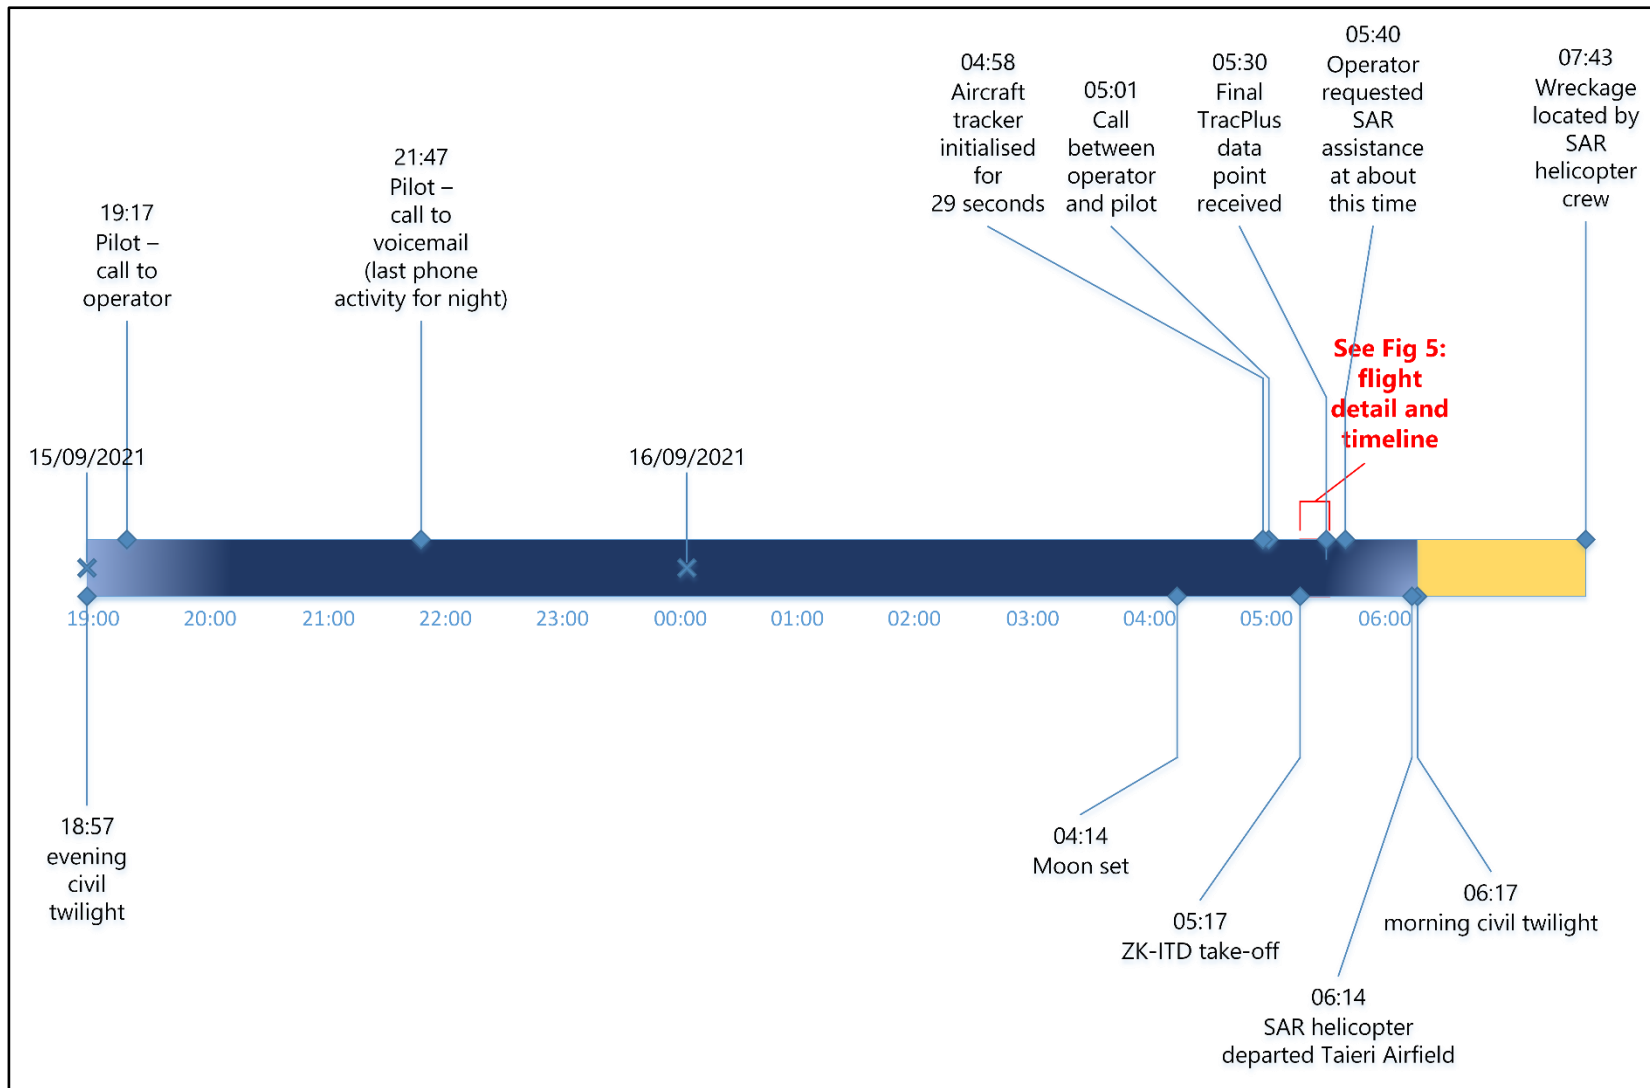 04:58
Aircraft
tracker
initialised
for
29 seconds
05:01
Call
between
operator
and pilot
05:30
Final
TracPlus
data
point
received
05:40
Operator
requested
SAR
assistance
at about
this time
07:43
Wreckage
located by
SAR
helicopter
crew
21:47
Pilot –
call to
voicemail
(last phone
activity for night)
19:17
Pilot –
call to
operator
See Fig 5:
flight
detail and
timeline
15/09/2021
16/09/2021
19:00
20:00
21:00
22:00
23:00
00:00
01:00
02:00
03:00
04:00
05:00
06:00
18:57
evening
civil
twilight
04:14
Moon set
05:17
ZK-ITD take-off
06:17
morning civil twilight
06:14
SAR helicopter
departed Taieri Airfield